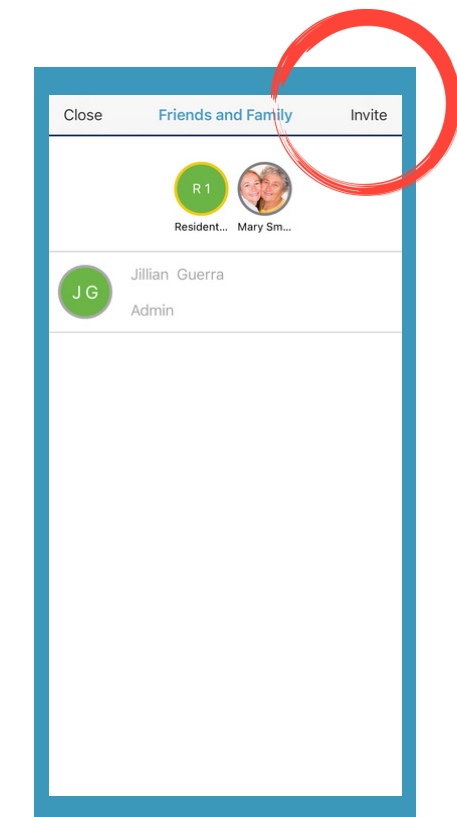 Close Friends and Family Invite
R 1
Resident... Mary Sm...
J G
Jillian Guerra
Admin